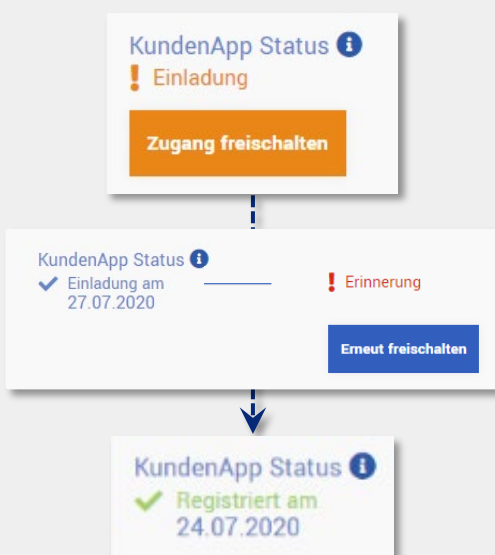 KundenApp Status
Einladung
Zugang freischalten
KundenApp Status
Einladung am
27.07.2020
Erinnerung
Erneut freischalten
KundenApp Status
Registriert am
24.07.2020